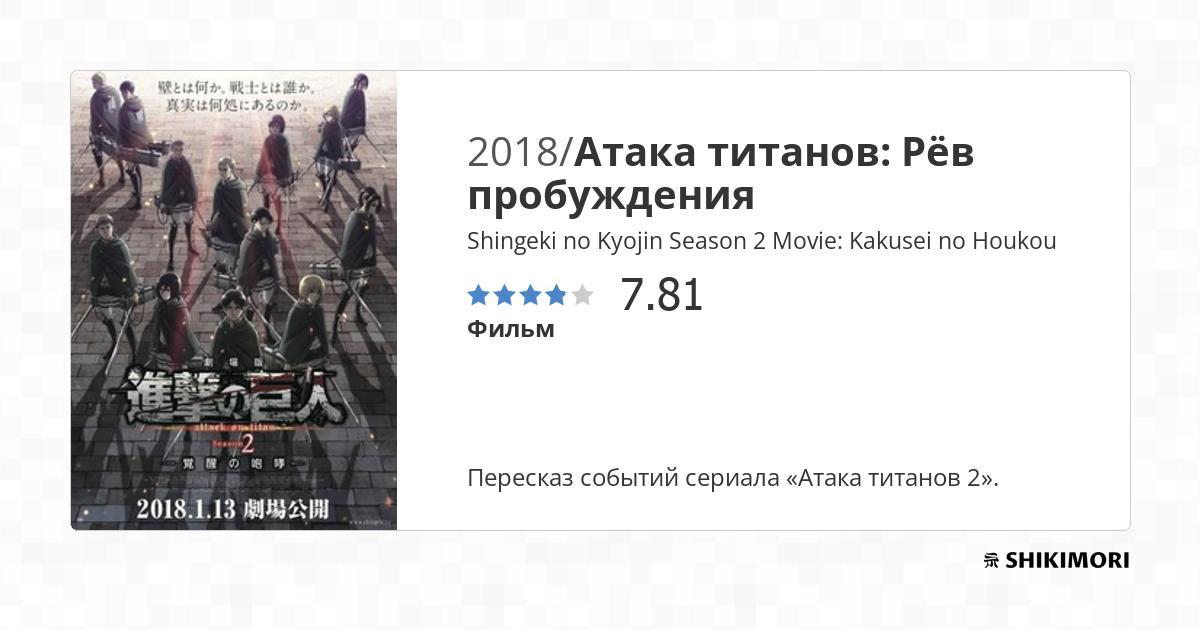 壁とは何か。戦士とは誰か。
真実は何処にあるのか。
劇場版
進撃の巨人
attack on titan
Season 2
－覚醒の咆哮－
2018.1.13 劇場公開
2018/Атака титанов: Рёв
пробуждения
Shingeki no Kyojin Season 2 Movie: Kakusei no Houkou
7.81
Фильм
Пересказ событий сериала «Атака титанов 2».
SHIKIMORI